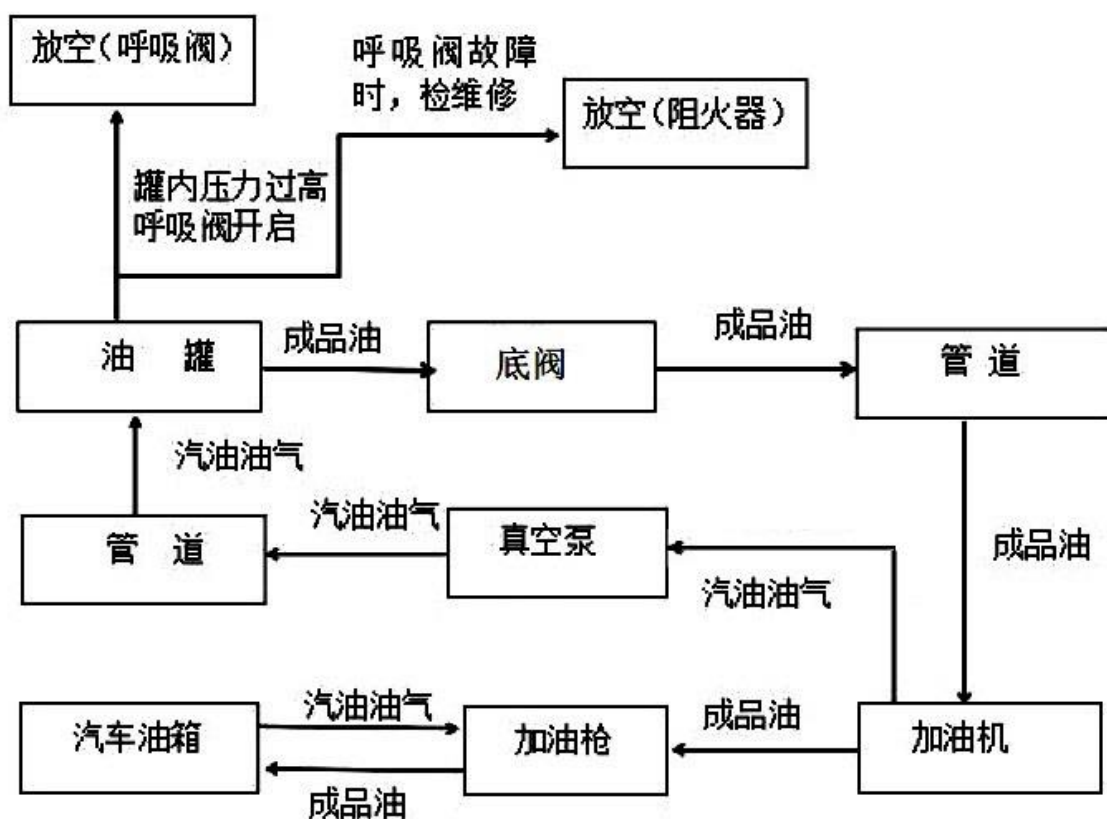 放空（呼吸阀）
呼吸阀故障
时，检维修
放空（阻火器）
罐内压力过高
呼吸阀开启
油 罐
成品油
底阀
成品油
管 道
汽油油气
成品油
管 道
汽油油气
真空泵
汽油油气
汽车油箱
汽油油气
成品油
加油枪
成品油
加油机